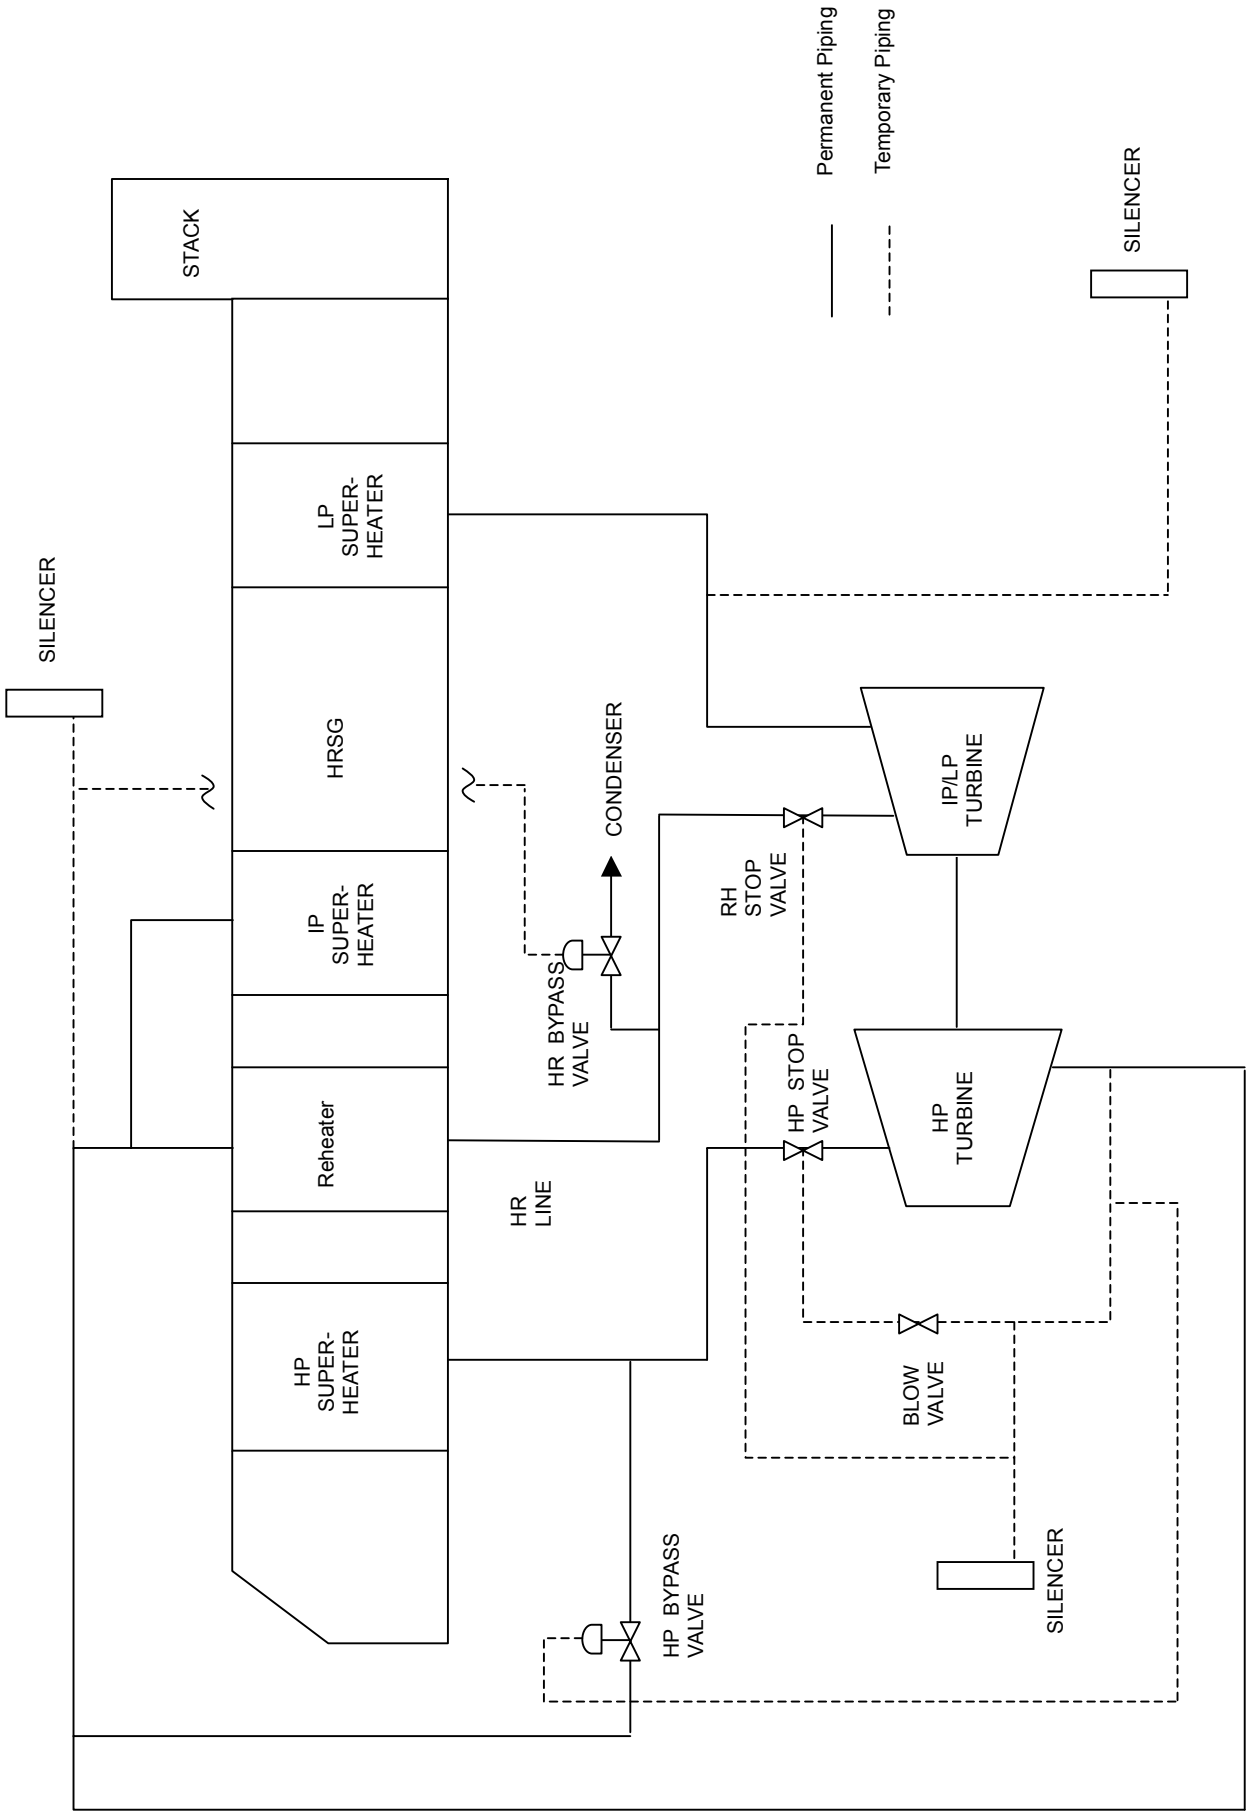 SILENCER
STACK
HP
SUPER-
HEATER
Reheater
IP
SUPER-
HEATER
HRSG
LP
SUPER-
HEATER
HR
LINE
HR BYPASS
VALVE
CONDENSER
HP BYPASS
VALVE
HP STOP
VALVE
RH
STOP
VALVE
BLOW
VALVE
HP
TURBINE
IP/LP
TURBINE
SILENCER
SILENCER
Permanent Piping
Temporary Piping